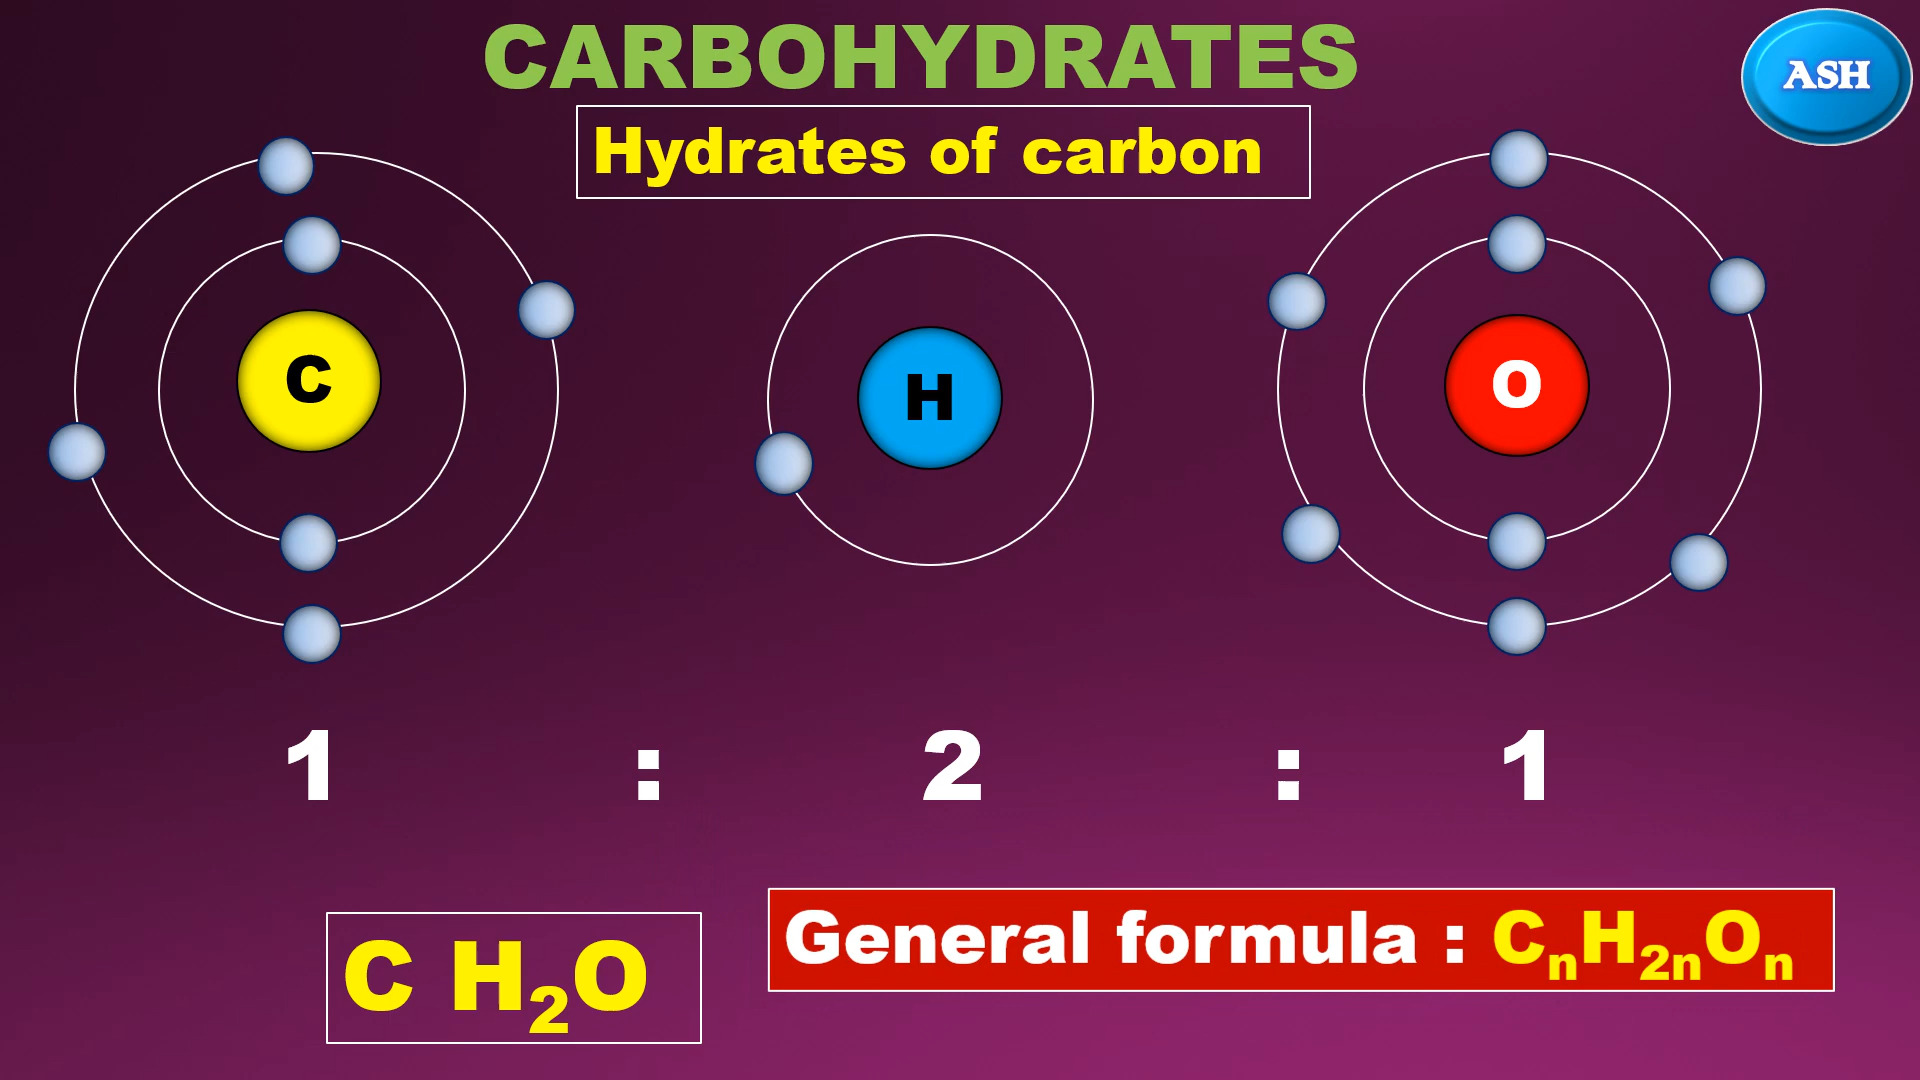 CARBOHYDRATES
ASH
Hydrates of carbon
C
H
O
1 : 2 : 1
General formula : CₙH₂ₙOₙ
C H₂O